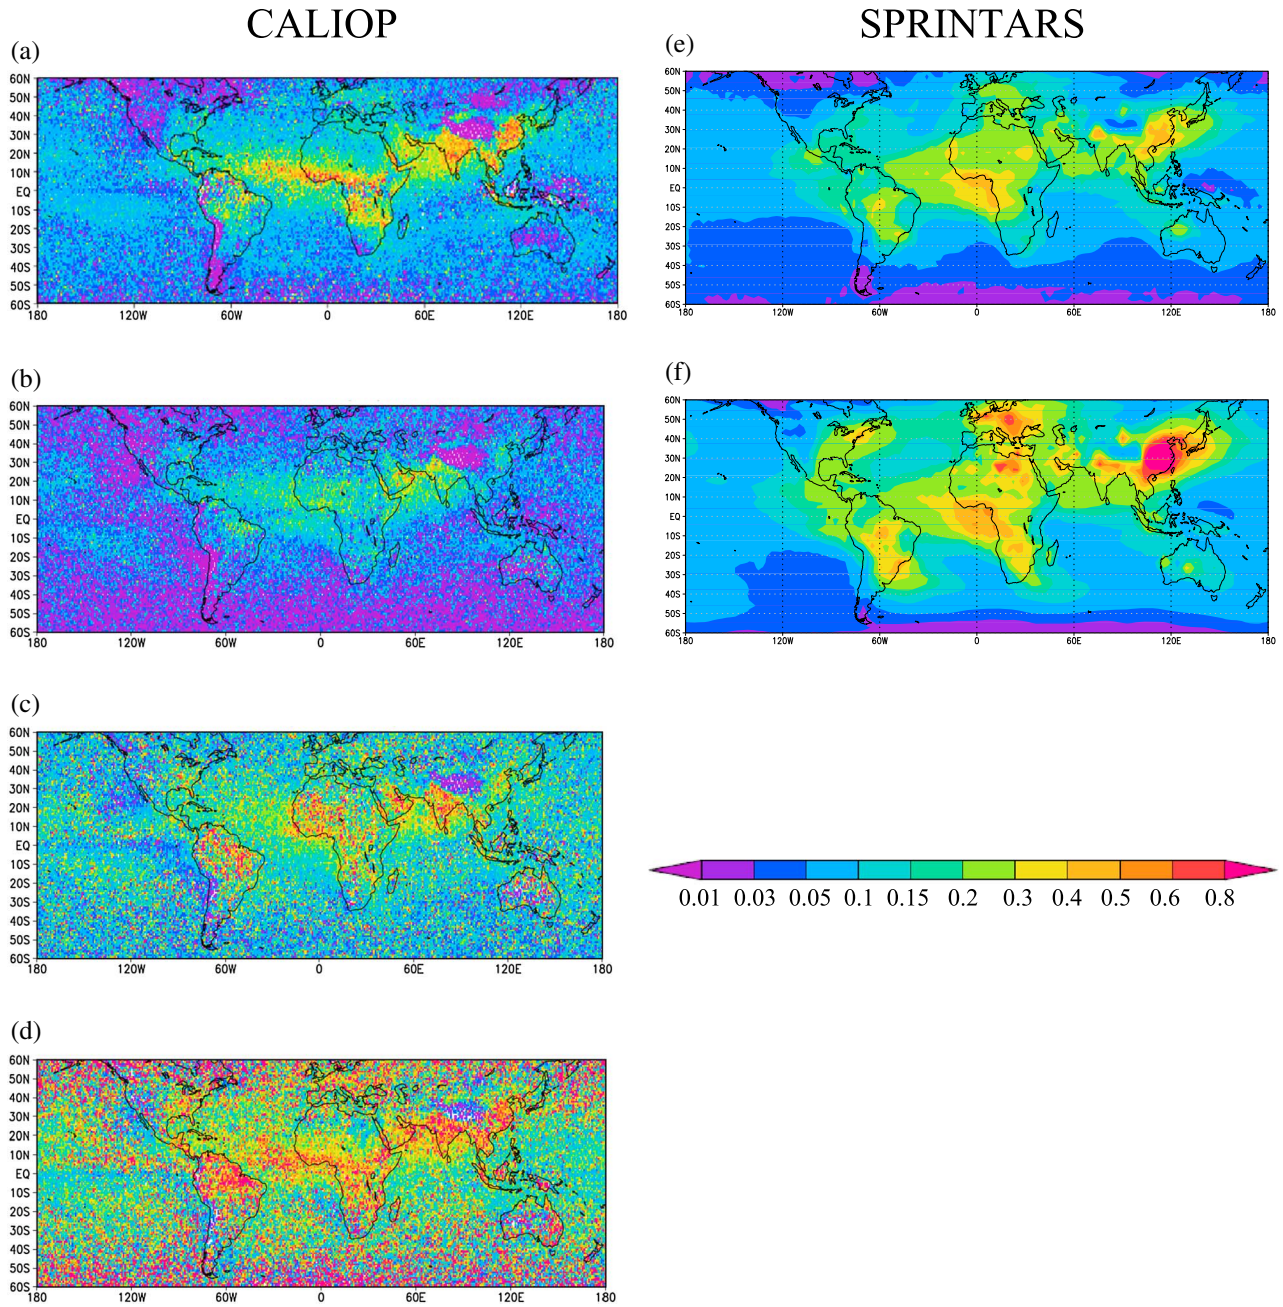 CALIOP
SPRINTARS
(a)
60N
50N
40N
30N
20N
10N
EQ
10S
20S
30S
40S
50S
60S
180 120W 60W 0 60E 120E 180
(e)
60N
50N
40N
30N
20N
10N
EQ
10S
20S
30S
40S
50S
60S
180 120W 60W 0 60E 120E 180
(b)
60N
50N
40N
30N
20N
10N
EQ
10S
20S
30S
40S
50S
60S
180 120W 60W 0 60E 120E 180
(f)
60N
50N
40N
30N
20N
10N
EQ
10S
20S
30S
40S
50S
60S
180 120W 60W 0 60E 120E 180
(c)
60N
50N
40N
30N
20N
10N
EQ
10S
20S
30S
40S
50S
60S
180 120W 60W 0 60E 120E 180
0.01 0.03 0.05 0.1 0.15 0.2 0.3 0.4 0.5 0.6 0.8
(d)
60N
50N
40N
30N
20N
10N
EQ
10S
20S
30S
40S
50S
60S
180 120W 60W 0 60E 120E 180